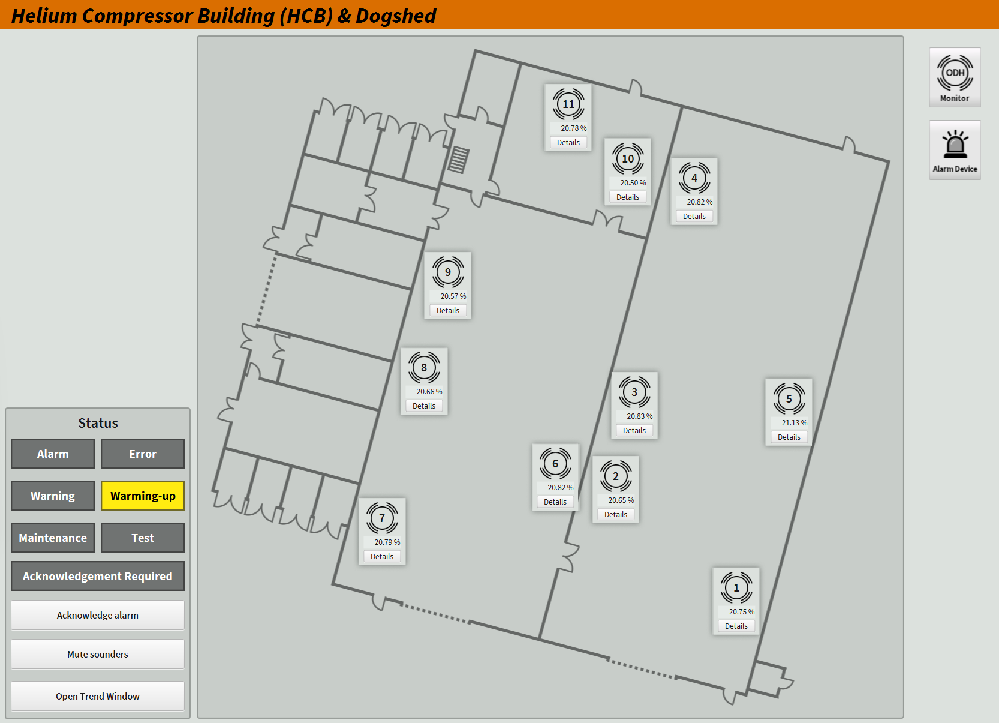 Helium Compressor Building (HCB) & Dogshed
ODH
Monitor
Alarm Device
11
20.78 %
Details
10
20.50 %
Details
4
20.82 %
Details
9
20.57 %
Details
8
20.66 %
Details
3
20.83 %
Details
5
21.13 %
Details
6
20.82 %
Details
2
20.65 %
Details
7
20.79 %
Details
1
20.75 %
Details
Status
Alarm
Error
Warning
Warming-up
Maintenance
Test
Acknowledgement Required
Acknowledge alarm
Mute sounders
Open Trend Window